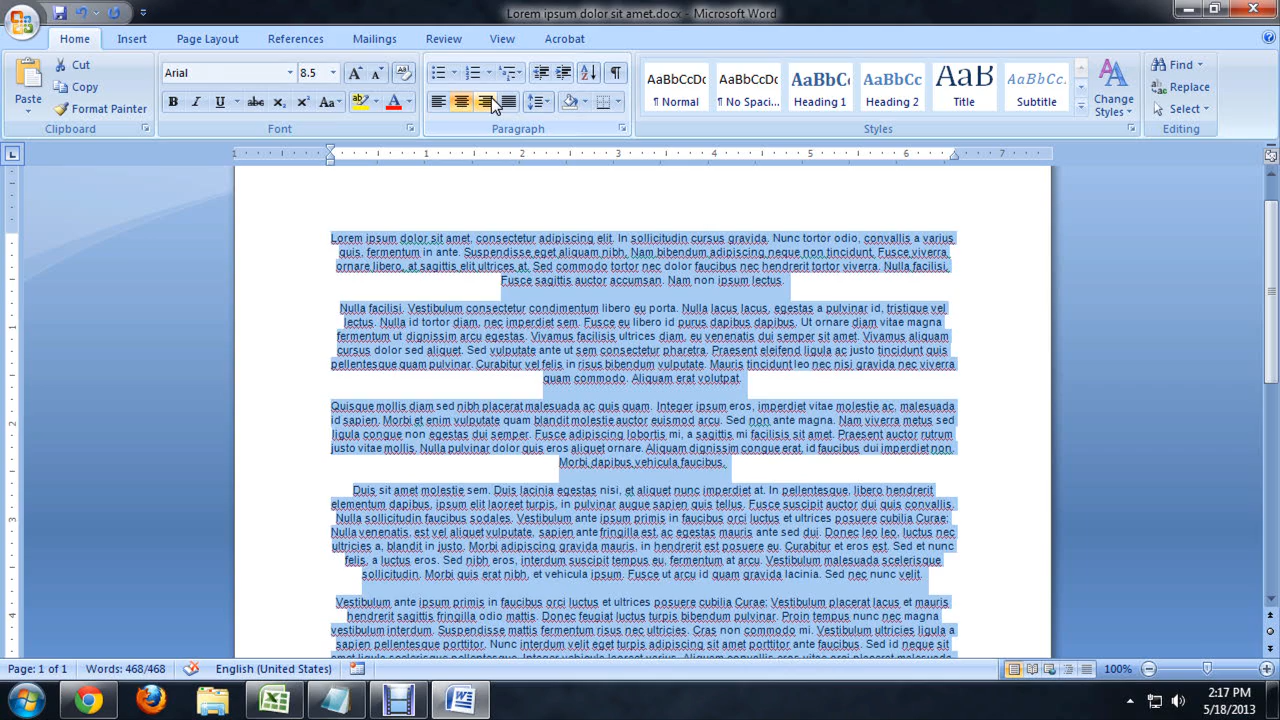 Lorem ipsum dolor sit amet.docx - Microsoft Word
Home Insert Page Layout References Mailings Review View Acrobat
Paste
Cut
Copy
Format Painter
Clipboard
Arial 8.5
B I U abc x₂ x² Aa ab A
Font
Paragraph
AaBbCcDc AaBbCcDc AaBbC AaBbCc AaB AaBbCcDc
¶ Normal ¶ No Spaci... Heading 1 Heading 2 Title Subtitle
Change Styles
Styles
Find
Replace
Select
Editing
1 1 2 3 4 5 6 7
Lorem ipsum dolor sit amet, consectetur adipiscing elit. In sollicitudin cursus gravida. Nunc tortor odio, convallis a varius
quis, fermentum in ante. Suspendisse eget aliquam nibh. Nam bibendum adipiscing neque non tincidunt. Fusce viverra
ornare libero, at sagittis elit ultrices at. Sed commodo tortor nec dolor faucibus nec hendrerit tortor viverra. Nulla facilisi.
Fusce sagittis auctor accumsan. Nam non ipsum lectus.
Nulla facilisi. Vestibulum consectetur condimentum libero eu porta. Nulla lacus lacus, egestas a pulvinar id, tristique vel
lectus. Nulla id tortor diam, nec imperdiet sem. Fusce eu libero id purus dapibus dapibus. Ut ornare diam vitae magna
fermentum ut dignissim arcu egestas. Vivamus facilisis ultrices diam, eu venenatis dui semper sit amet. Vivamus aliquam
cursus dolor sed aliquet. Sed vulputate ante ut sem consectetur pharetra. Praesent eleifend ligula ac justo tincidunt quis
pellentesque quam pulvinar. Curabitur vel felis in risus bibendum vulputate. Mauris tincidunt leo nec nisi gravida nec viverra
quam commodo. Aliquam erat volutpat.
Quisque mollis diam sed nibh placerat malesuada ac quis quam. Integer ipsum eros, imperdiet vitae molestie ac, malesuada
id sapien. Morbi et enim vulputate quam blandit molestie auctor euismod arcu. Sed non ante magna. Nam viverra metus sed
ligula congue non egestas dui semper. Fusce adipiscing lobortis mi, a sagittis mi facilisis sit amet. Praesent auctor rutrum
justo vitae mollis. Nulla pulvinar dolor quis eros aliquet ornare. Aliquam dignissim congue erat, id faucibus dui imperdiet non.
Morbi dapibus vehicula faucibus.
Duis sit amet molestie sem. Duis lacinia egestas nisi, et aliquet nunc imperdiet at. In pellentesque, libero hendrerit
elementum dapibus, ipsum elit laoreet turpis, in pulvinar augue sapien quis tellus. Fusce suscipit auctor dui quis convallis.
Nulla sollicitudin faucibus sodales. Vestibulum ante ipsum primis in faucibus orci luctus et ultrices posuere cubilia Curae;
Nulla venenatis, est vel aliquet vulputate, sapien ante fringilla est, ac egestas mauris ante sed dui. Donec leo leo, luctus nec
ultricies a, blandit in justo. Morbi adipiscing gravida mauris, in hendrerit est posuere eu. Curabitur et eros est. Sed et nunc
felis, a luctus eros. Sed nibh eros, interdum suscipit tempus eu, fermentum at arcu. Vestibulum malesuada scelerisque
sollicitudin. Morbi quis erat nibh, et vehicula ipsum. Fusce ut arcu id quam gravida lacinia. Sed nec nunc velit.
Vestibulum ante ipsum primis in faucibus orci luctus et ultrices posuere cubilia Curae; Vestibulum placerat lacus et mauris
hendrerit sagittis fringilla odio mattis. Donec feugiat luctus turpis bibendum pulvinar. Proin tempus nunc nec magna
vestibulum interdum. Suspendisse mattis fermentum risus nec ultricies. Cras non commodo mi. Vestibulum ultricies ligula a
sapien pellentesque porttitor. Nunc interdum velit eget turpis adipiscing sit amet porttitor ante faucibus. Sed id neque sit
Page: 1 of 1 Words: 468/468 English (United States) 100%
2:17 PM
5/18/2013